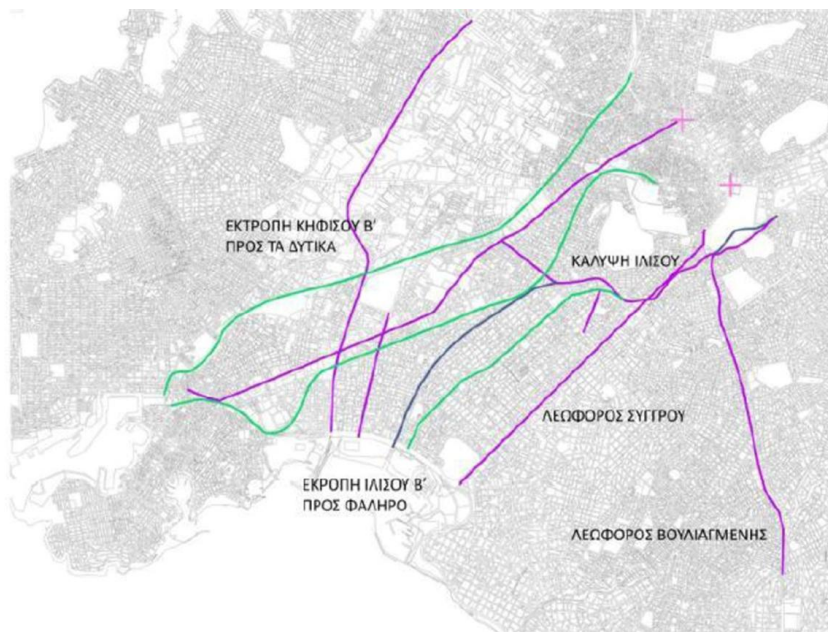 ΕΚΤΡΟΠΗ ΚΗΦΙΣΟΥ Β'
ΠΡΟΣ ΤΑ ΔΥΤΙΚΑ
ΚΑΛΥΨΗ ΙΛΙΣΟΥ
ΛΕΩΦΟΡΟΣ ΣΥΓΓΡΟΥ
ΕΚΡΟΠΗ ΙΛΙΣΟΥ Β'
ΠΡΟΣ ΦΑΛΗΡΟ
ΛΕΩΦΟΡΟΣ ΒΟΥΛΙΑΓΜΕΝΗΣ